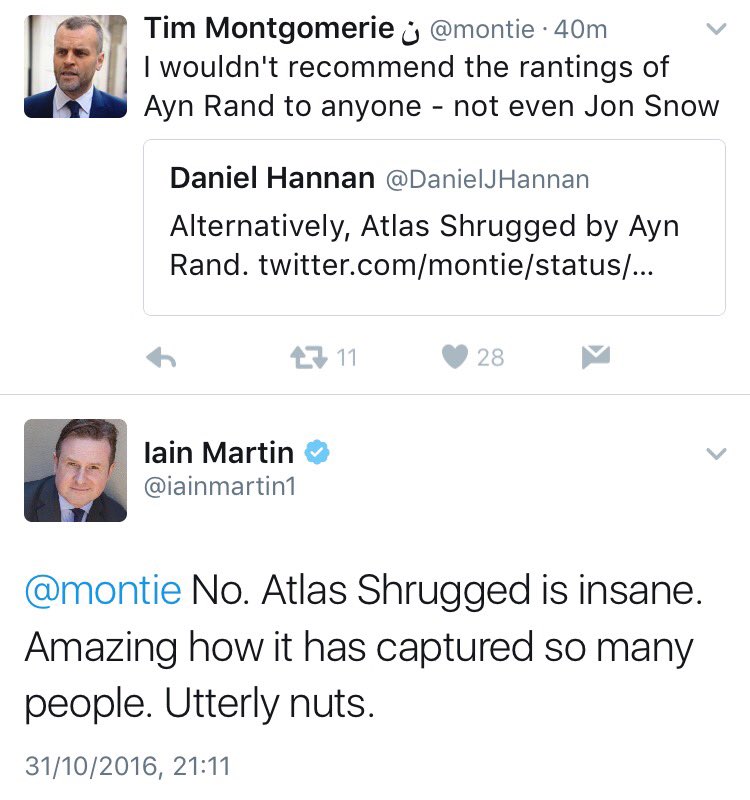 Tim Montgomerie ن @montie · 40m
I wouldn't recommend the rantings of
Ayn Rand to anyone - not even Jon Snow
Daniel Hannan @DanielJHannan
Alternatively, Atlas Shrugged by Ayn
Rand. twitter.com/montie/status/...
11 28
Iain Martin
@iainmartin1
@montie No. Atlas Shrugged is insane.
Amazing how it has captured so many
people. Utterly nuts.
31/10/2016, 21:11